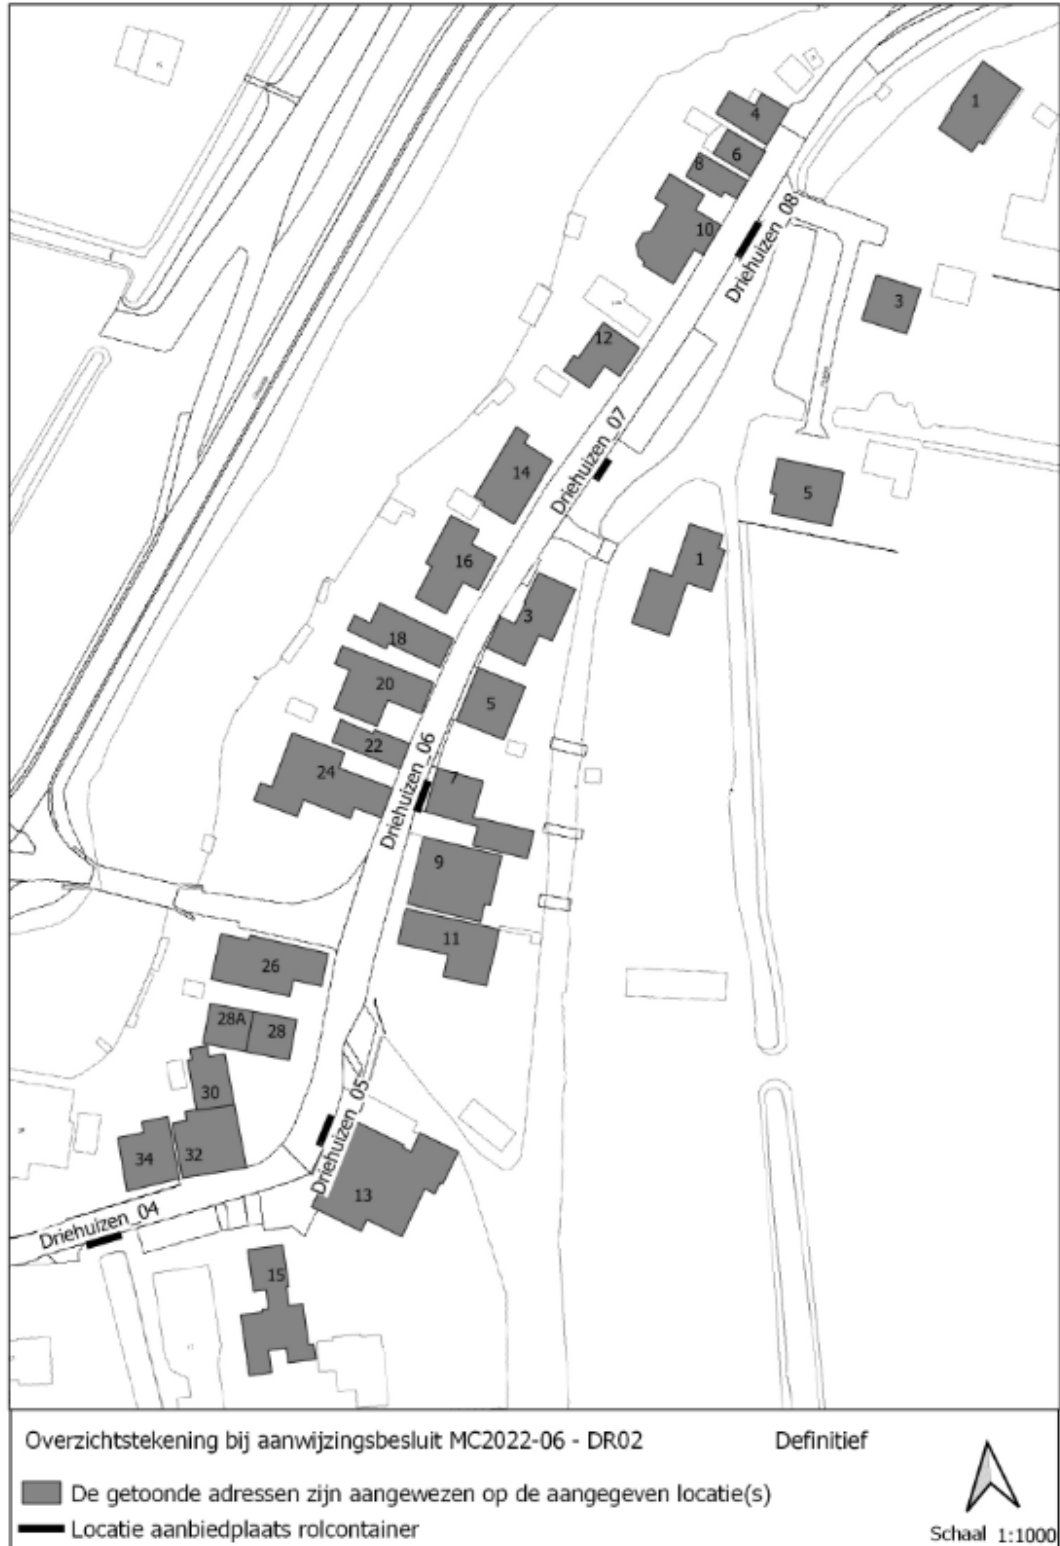 1
4
6
8
10
Driehuizen_08
3
12
Driehuizen_07
14
5
16
1
3
18
20
5
22
Driehuizen_06
24
7
9
11
26
28A
28
30
Driehuizen_05
34
32
13
Driehuizen_04
15
Overzichtstekening bij aanwijzingsbesluit MC2022-06 - DR02
Definitief
De getoonde adressen zijn aangewezen op de aangegeven locatie(s)
Locatie aanbiedplaats rolcontainer
Schaal 1:1000